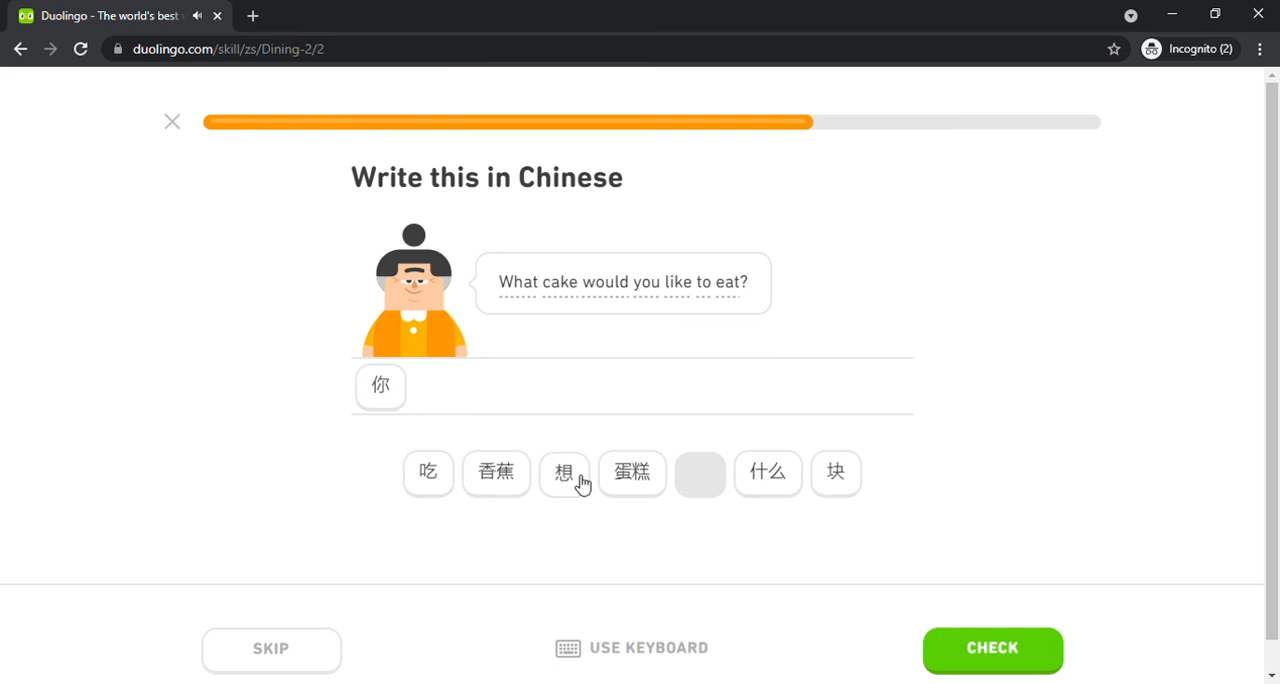 Duolingo - The world's best
duolingo.com/skill/zs/Dining-2/2
Incognito (2)
Write this in Chinese
What cake would you like to eat?
你
吃 香蕉 想 蛋糕 什么 块
SKIP
USE KEYBOARD
CHECK